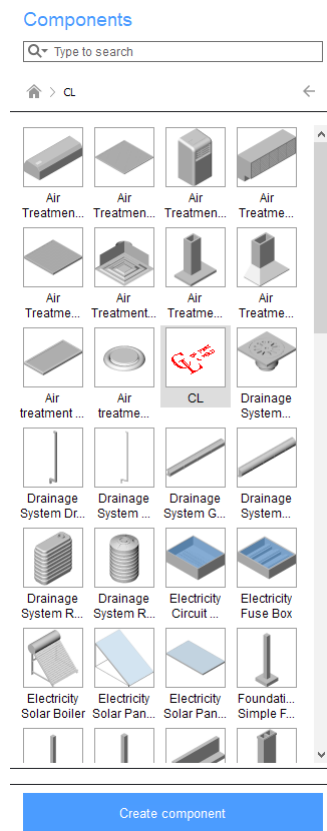 Components
Type to search
CL
Air
Treatmen...
Air
Treatmen...
Air
Treatmen...
Air
Treatme...
Air
Treatme...
Air
Treatment...
Air
Treatme...
Air
Treatme...
Air
treatment ...
Air
treatme...
CL
Drainage
System...
Drainage
System Dr...
Drainage
System ...
Drainage
System G...
Drainage
System...
Drainage
System R...
Drainage
System R...
Electricity
Circuit ...
Electricity
Fuse Box
Electricity
Solar Boiler
Electricity
Solar Pan...
Electricity
Solar Pan...
Foundati...
Simple F...
Create component